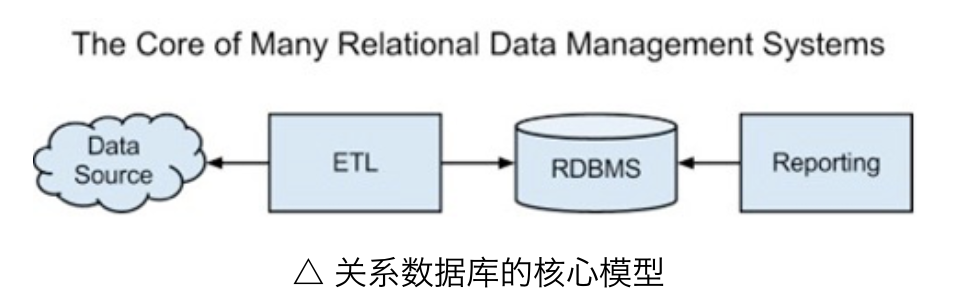 The Core of Many Relational Data Management Systems
Data
Source
ETL
RDBMS
Reporting
△ 关系数据库的核心模型